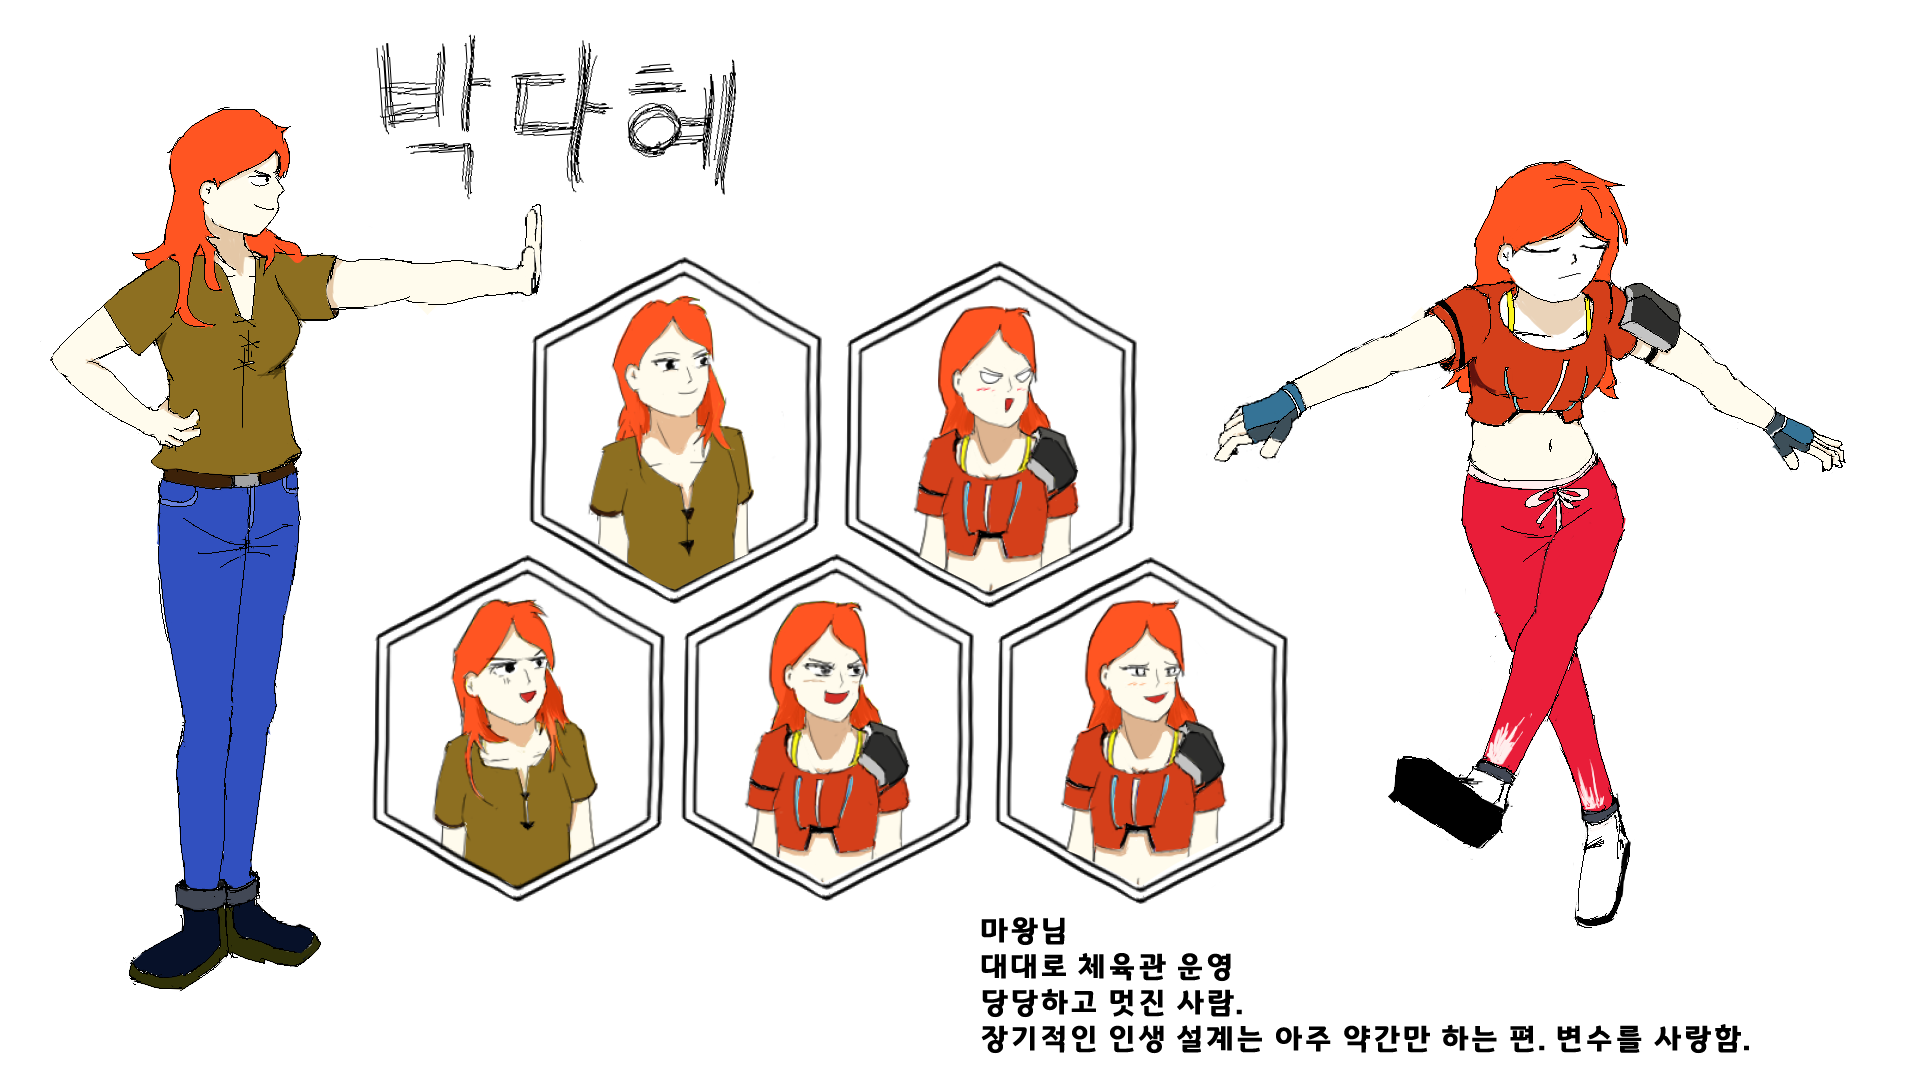 박다혜
마왕님
대대로 체육관 운영
당당하고 멋진 사람.
장기적인 인생 설계는 아주 약간만 하는 편. 변수를 사랑함.